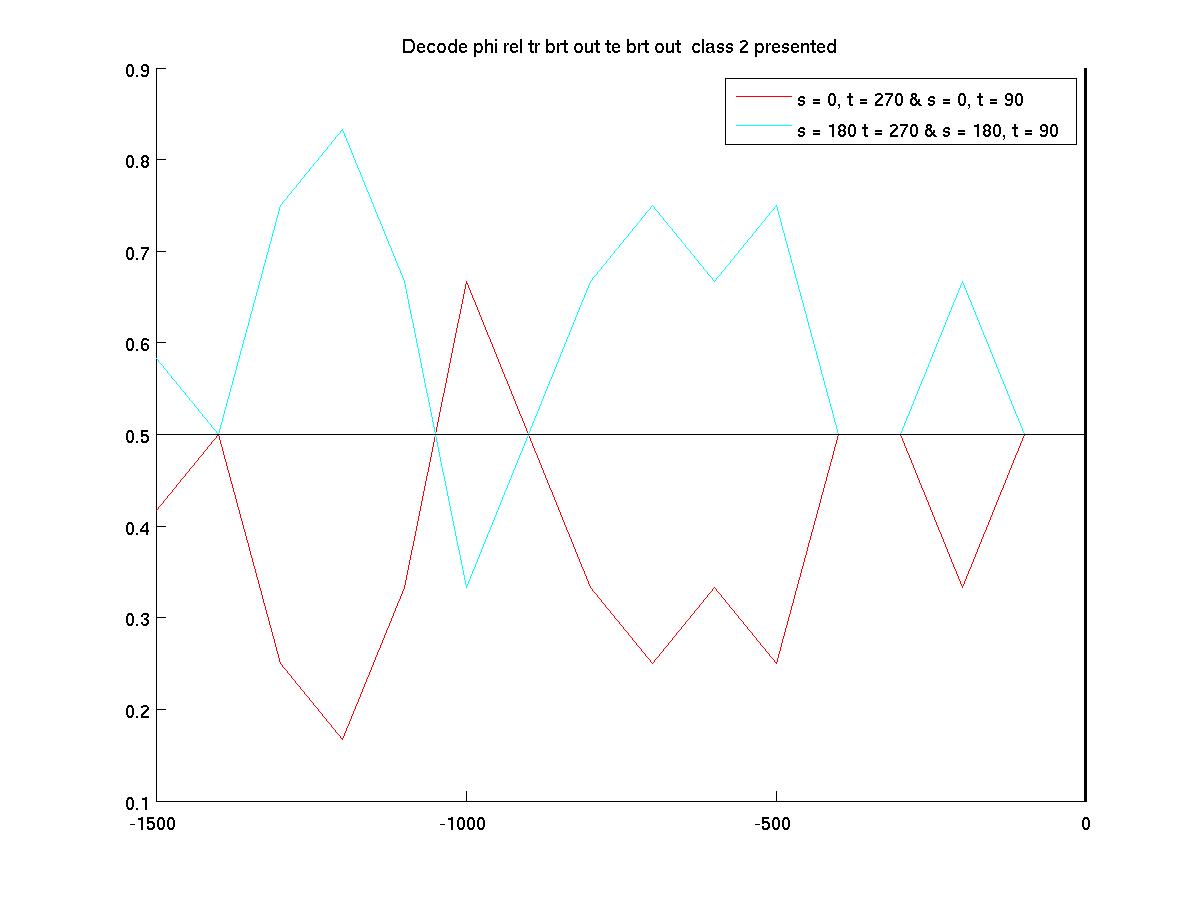 Decode phi rel tr brt out te brt out  class 2 presented
0.9
s = 0, t = 270 & s = 0, t = 90
s = 180 t = 270 & s = 180, t = 90
0.8
0.7
0.6
0.5
0.4
0.3
0.2
0.1
-1500 -1000 -500 0